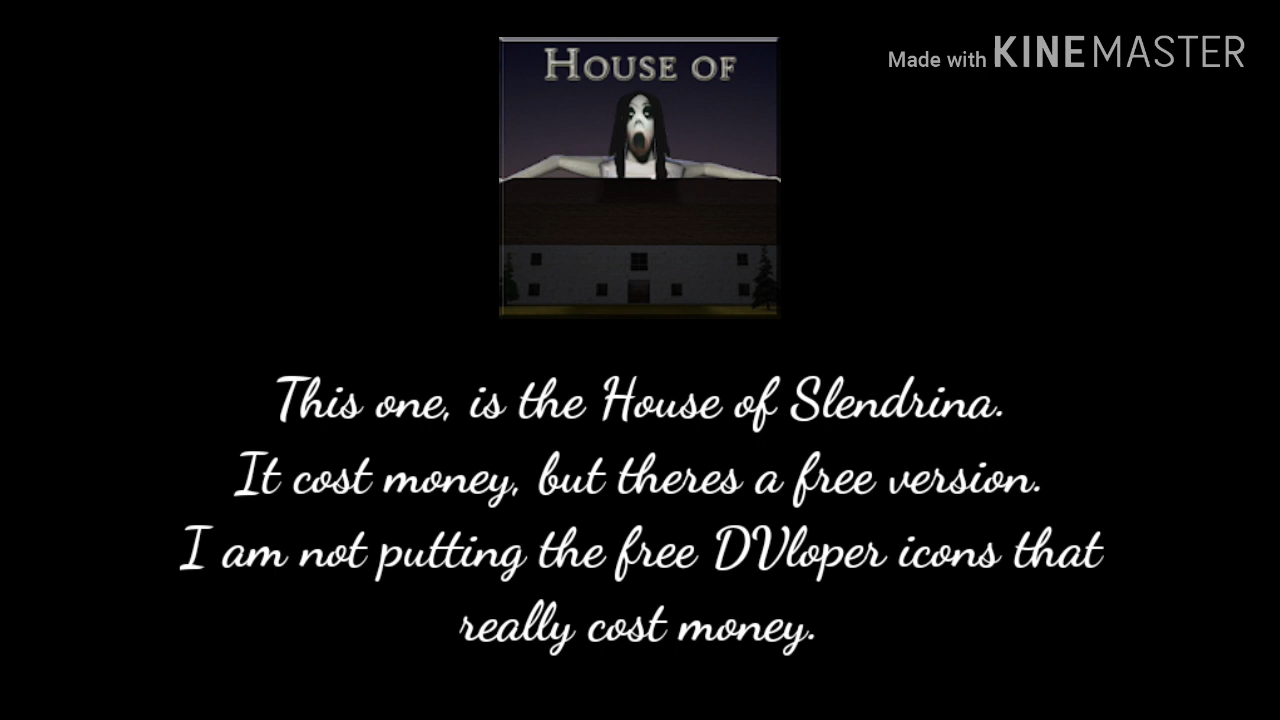 Made with KINEMASTER
HOUSE OF
This one, is the House of Slendrina.
It cost money, but theres a free version.
I am not putting the free DVloper icons that
really cost money.